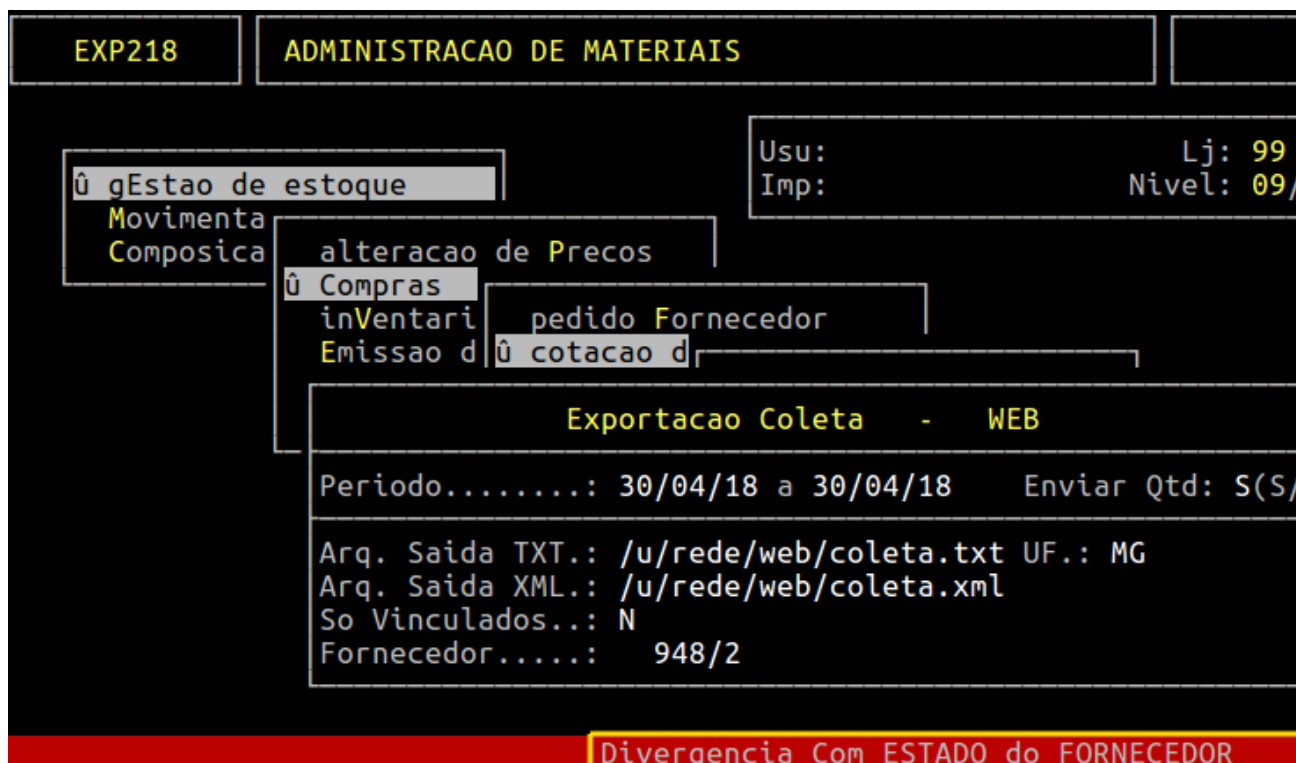 EXP218 ADMINISTRACAO DE MATERIAIS
Usu: Lj: 99
û gEstao de estoque Imp: Nivel: 09/
Movimenta
Composica alteracao de Precos
û Compras
inVentari pedido Fornecedor
Emissao d û cotacao d
Exportacao Coleta - WEB
Periodo........: 30/04/18 a 30/04/18 Enviar Qtd: S(S/
Arq. Saida TXT.: /u/rede/web/coleta.txt UF.: MG
Arq. Saida XML.: /u/rede/web/coleta.xml
So Vinculados..: N
Fornecedor.....: 948/2
Divergencia Com ESTADO do FORNECEDOR